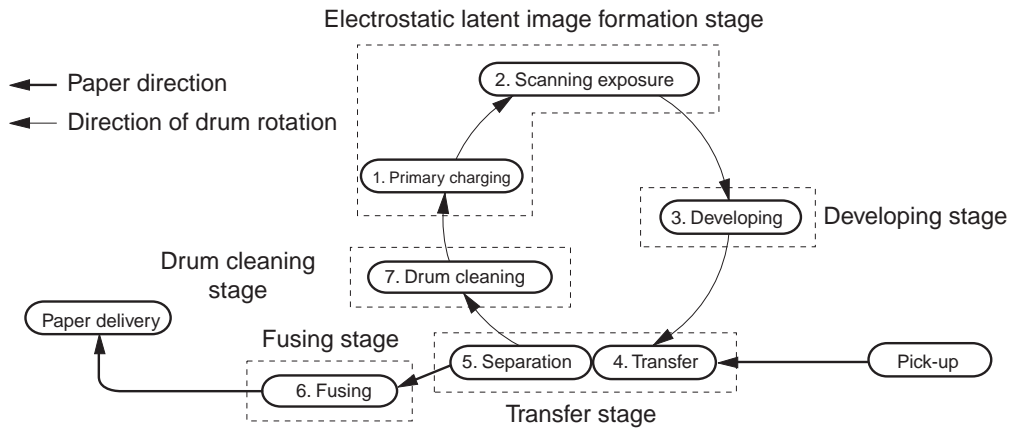 Electrostatic latent image formation stage
2. Scanning exposure
Paper direction
Direction of drum rotation
1. Primary charging
3. Developing
Developing stage
Drum cleaning
stage
7. Drum cleaning
Paper delivery
Fusing stage
5. Separation
4. Transfer
Pick-up
6. Fusing
Transfer stage